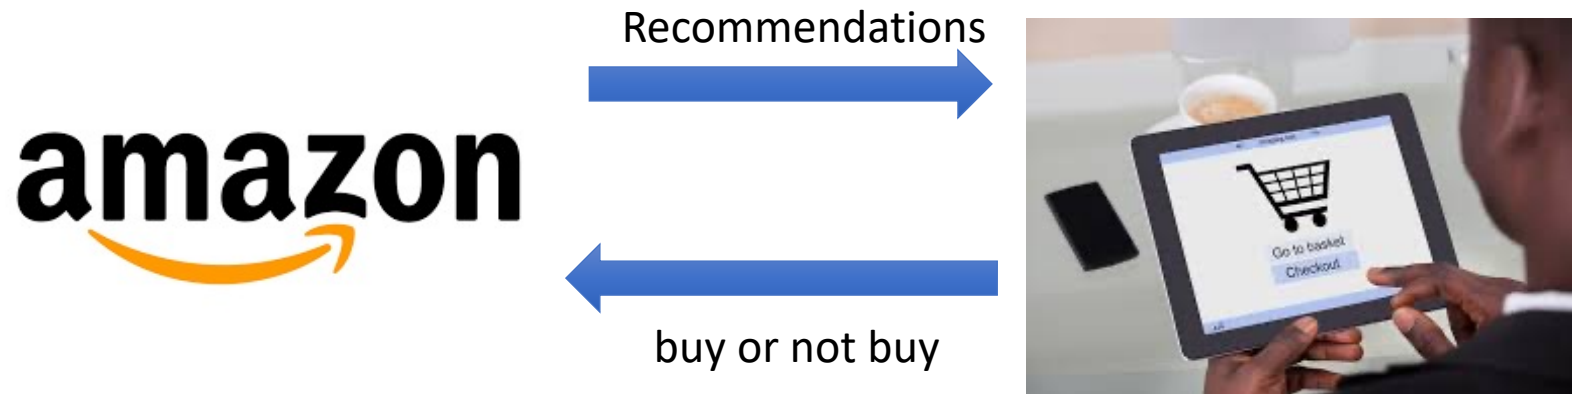 Recommendations
amazon
Go to basket
Checkout
buy or not buy